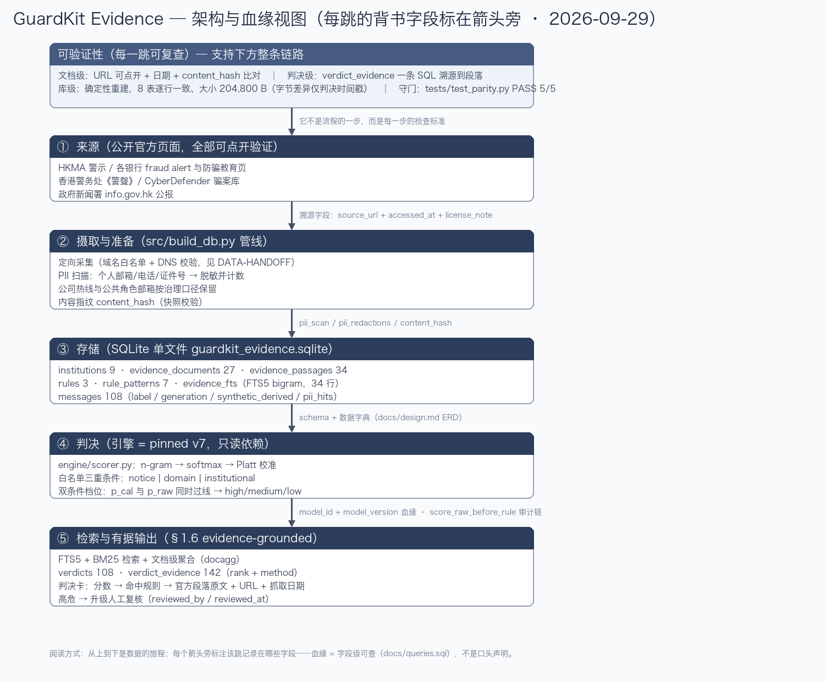 GuardKit Evidence — 架构与血缘视图（每跳的背书字段标在箭头旁 · 2026-09-29）
可验证性（每一跳可复查）— 支持下方整条链路
文档级：URL 可点开 + 日期 + content_hash 比对 | 判决级：verdict_evidence 一条 SQL 溯源到段落
库级：确定性重建，8 表逐行一致、大小 204,800 B（字节差异仅判决时间戳） | 守门：tests/test_parity.py PASS 5/5
它不是流程的一步，而是每一步的检查标准
① 来源（公开官方页面，全部可点开验证）
HKMA 警示 / 各银行 fraud alert 与防骗教育页
香港警务处《警聲》/ CyberDefender 骗案库
政府新闻署 info.gov.hk 公报
溯源字段：source_url + accessed_at + license_note
② 摄取与准备（src/build_db.py 管线）
定向采集（域名白名单 + DNS 校验，见 DATA-HANDOFF）
PII 扫描：个人邮箱/电话/证件号 → 脱敏并计数
公司热线与公共角色邮箱按治理口径保留
内容指纹 content_hash（快照校验）
pii_scan / pii_redactions / content_hash
③ 存储（SQLite 单文件 guardkit_evidence.sqlite）
institutions 9 · evidence_documents 27 · evidence_passages 34
rules 3 · rule_patterns 7 · evidence_fts（FTS5 bigram，34 行）
messages 108（label / generation / synthetic_derived / pii_hits）
schema + 数据字典（docs/design.md ERD）
④ 判决（引擎 = pinned v7，只读依赖）
engine/scorer.py：n-gram → softmax → Platt 校准
白名单三重条件：notice | domain | institutional
双条件档位：p_cal 与 p_raw 同时过线 → high/medium/low
model_id + model_version 血缘 · score_raw_before_rule 审计链
⑤ 检索与有据输出（§1.6 evidence-grounded）
FTS5 + BM25 检索 + 文档级聚合（docagg）
verdicts 108 · verdict_evidence 142（rank + method）
判决卡：分数 → 命中规则 → 官方段落原文 + URL + 抓取日期
高危 → 升级人工复核（reviewed_by / reviewed_at）
阅读方式：从上到下是数据的旅程；每个箭头旁标注该跳记录在哪些字段——血缘 = 字段级可查（docs/queries.sql），不是口头声明。